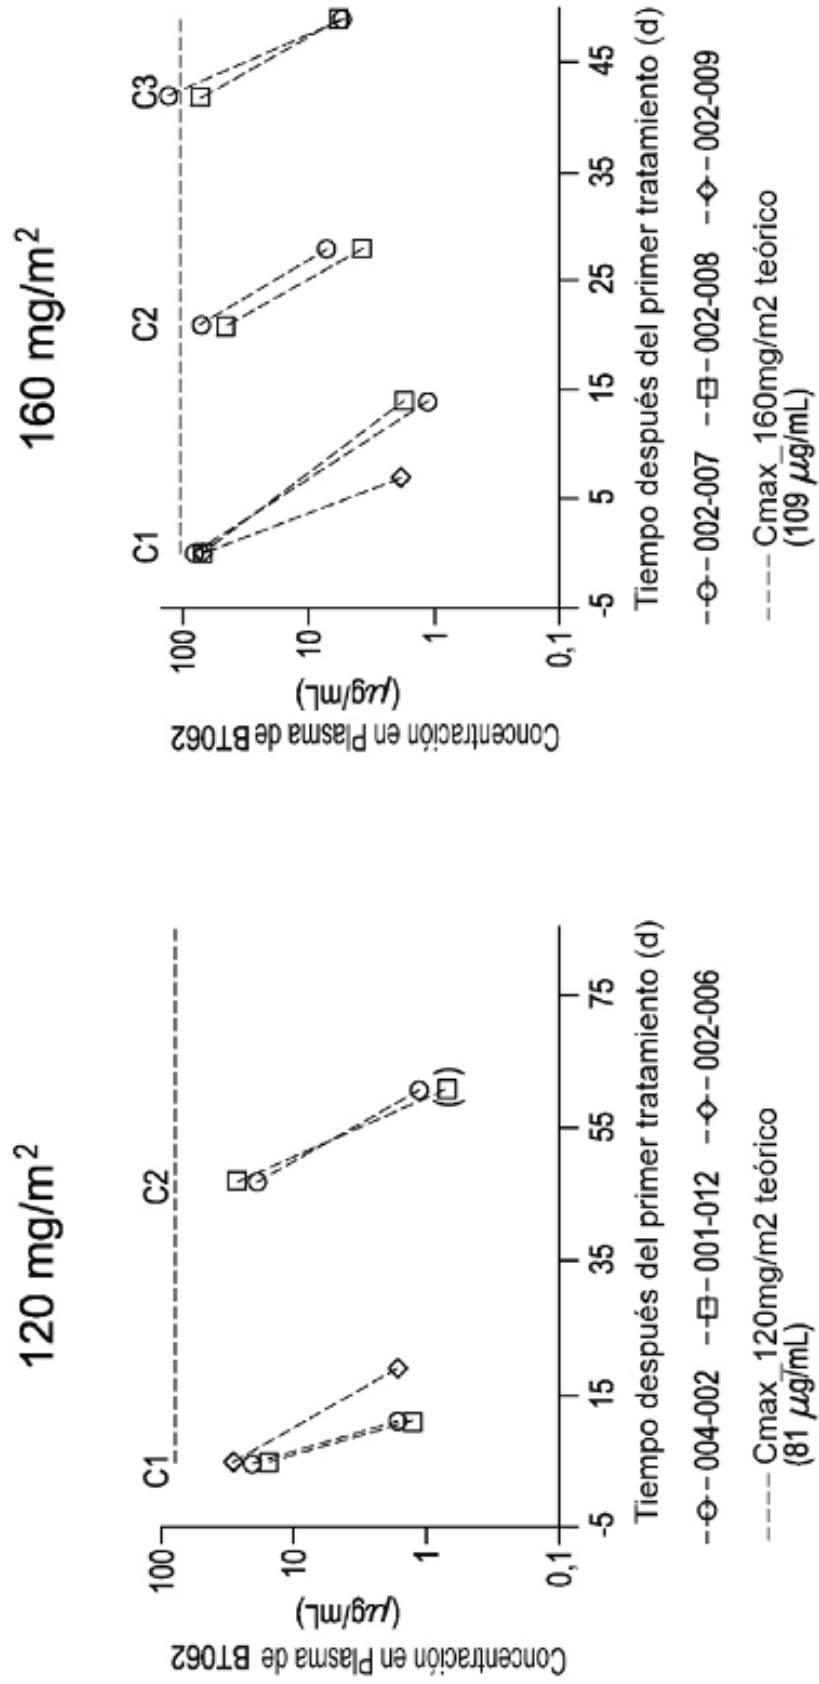 120 mg/m²
C1
C2
100
10
1
0,1
Concentración en Plasma de BT062
(µg/mL)
-5
15
35
55
75
Tiempo después del primer tratamiento (d)
004-002
001-012
002-006
Cmax_120mg/m2 teórico
(81 µg/mL)
160 mg/m²
C1
C2
C3
100
10
1
0,1
Concentración en Plasma de BT062
(µg/mL)
-5
5
15
25
35
45
Tiempo después del primer tratamiento (d)
002-007
002-008
002-009
Cmax_160mg/m2 teórico
(109 µg/mL)